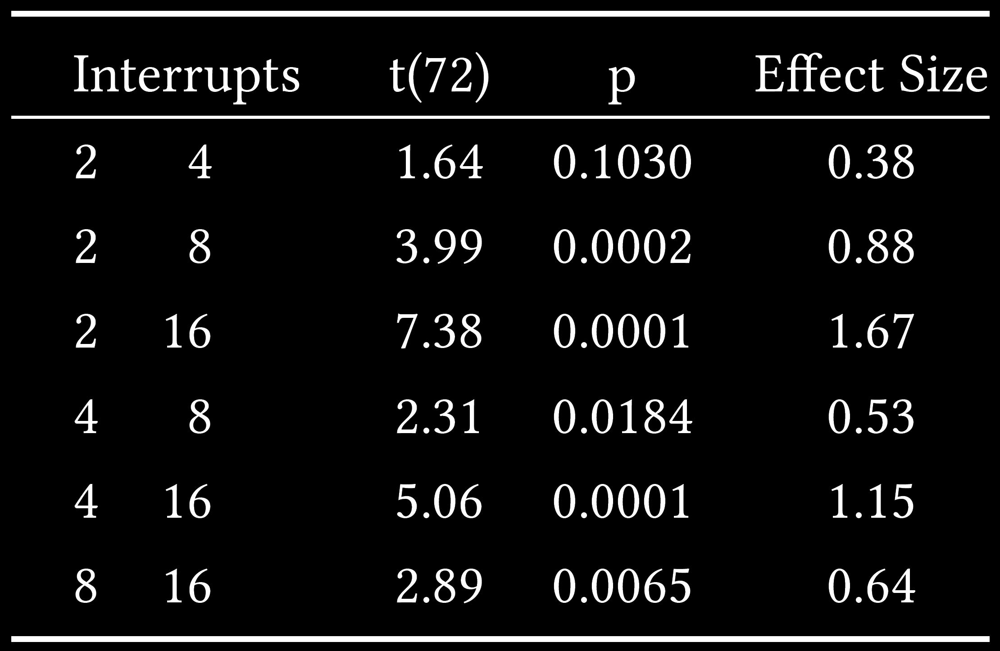 Interrupts t(72) p Effect Size
2 4 1.64 0.1030 0.38
2 8 3.99 0.0002 0.88
2 16 7.38 0.0001 1.67
4 8 2.31 0.0184 0.53
4 16 5.06 0.0001 1.15
8 16 2.89 0.0065 0.64